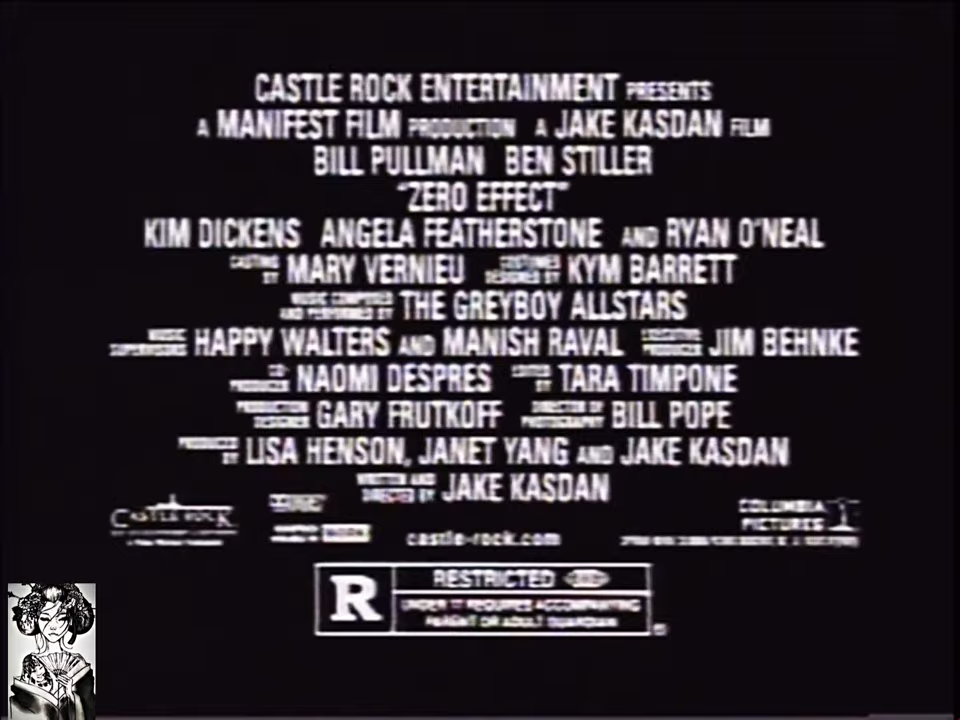 CASTLE ROCK ENTERTAINMENT PRESENTS
A MANIFEST FILM PRODUCTION A JAKE KASDAN FILM
BILL PULLMAN BEN STILLER
"ZERO EFFECT"
KIM DICKENS ANGELA FEATHERSTONE AND RYAN O'NEAL
CASTING BY MARY VERNIEU COSTUMES DESIGNED BY KYM BARRETT
MUSIC COMPOSED AND PERFORMED BY THE GREYBOY ALLSTARS
MUSIC SUPERVISORS HAPPY WALTERS AND MANISH RAVAL EXECUTIVE PRODUCER JIM BEHNKE
CO-PRODUCER NAOMI DESPRES EDITED BY TARA TIMPONE
PRODUCTION DESIGNER GARY FRUTKOFF DIRECTOR OF PHOTOGRAPHY BILL POPE
PRODUCED BY LISA HENSON, JANET YANG AND JAKE KASDAN
WRITTEN AND DIRECTED BY JAKE KASDAN
CASTLE ROCK
castle-rock.com
COLUMBIA PICTURES
R RESTRICTED
UNDER 17 REQUIRES ACCOMPANYING
PARENT OR ADULT GUARDIAN